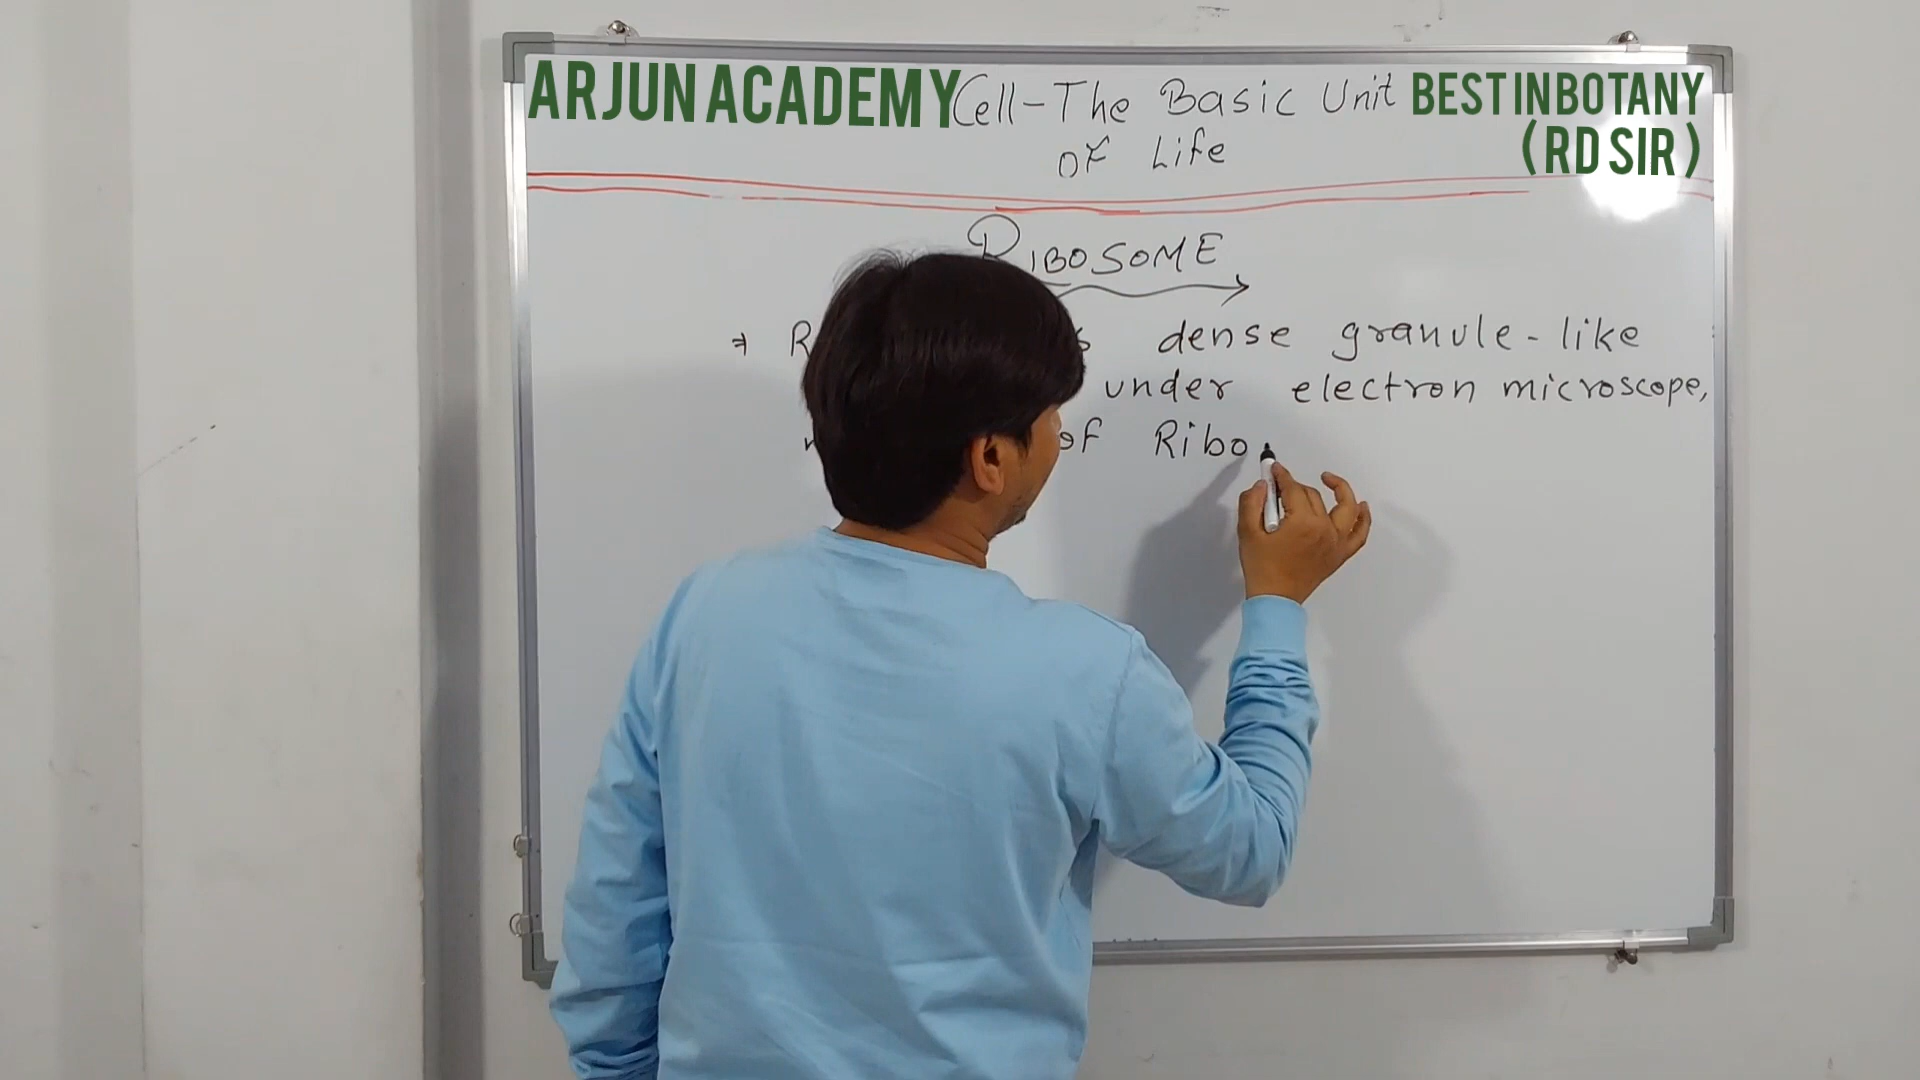 ARJUN ACADEMY
Cell-The Basic Unit
of Life
BEST IN BOTANY
(RD SIR)
RIBOSOME
dense granule-like
under electron microscope,
of Ribo